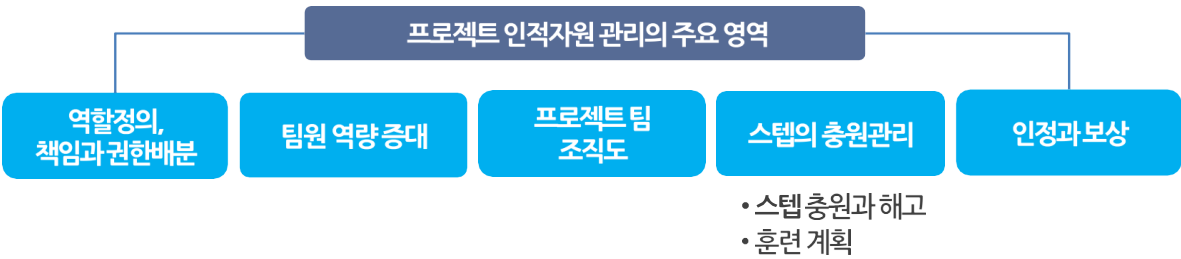 프로젝트 인적자원 관리의 주요 영역
역할정의,
책임과 권한배분
팀원 역량 증대
프로젝트 팀
조직도
스텝의 충원관리
인정과 보상
• 스텝 충원과 해고
• 훈련 계획